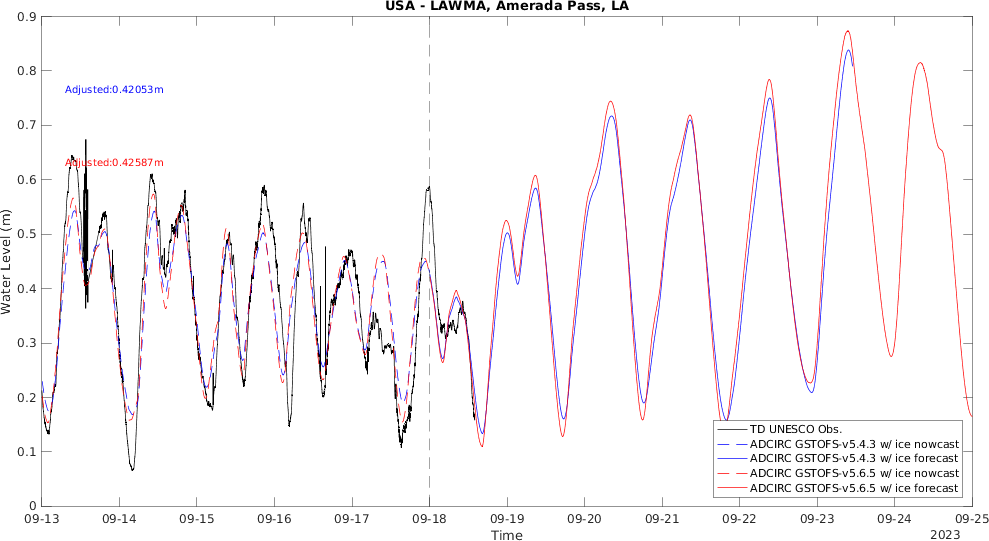 USA - LAWMA, Amerada Pass, LA
0.9
0.8
0.7
0.6
0.5
0.4
0.3
0.2
0.1
0
Water Level (m)
Adjusted:0.42053m
Adjusted:0.42587m
TD UNESCO Obs.
ADCIRC GSTOFS-v5.4.3 w/ ice nowcast
ADCIRC GSTOFS-v5.4.3 w/ ice forecast
ADCIRC GSTOFS-v5.6.5 w/ ice nowcast
ADCIRC GSTOFS-v5.6.5 w/ ice forecast
09-13 09-14 09-15 09-16 09-17 09-18 09-19 09-20 09-21 09-22 09-23 09-24 09-25
Time
2023